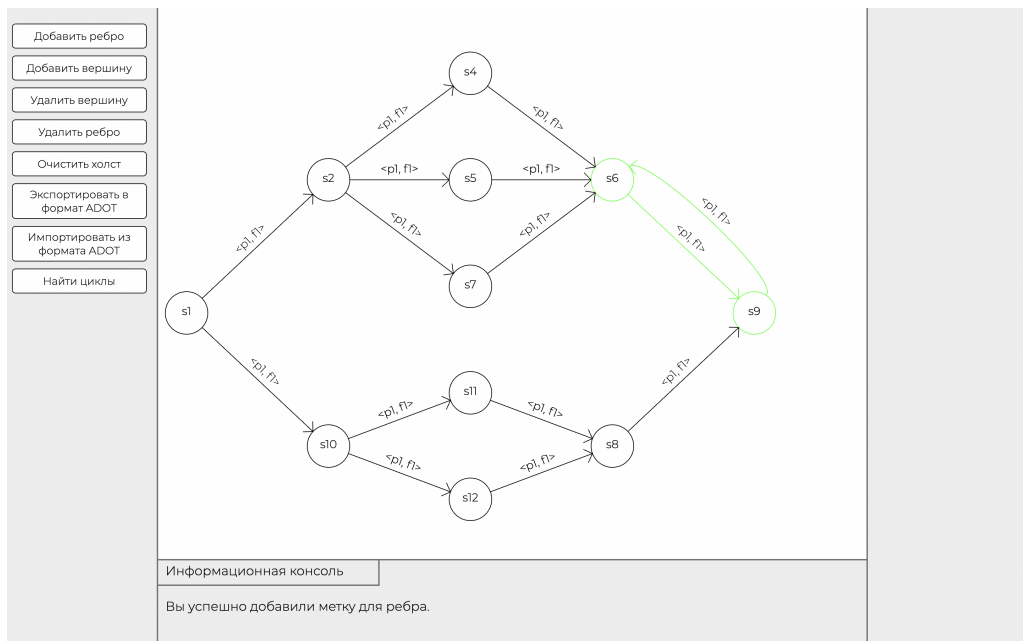 Добавить ребро
Добавить вершину
Удалить вершину
Удалить ребро
Очистить холст
Экспортировать в
формат ADOT
Импортировать из
формата ADOT
Найти циклы
s4
<p1, f1>
<p1, f1>
s2
<p1, f1>
s5
<p1, f1>
s6
<p1, f1>
<p1, f1>
<p1, f1>
<p1, f1>
<p1, f1>
s7
s1
s9
<p1, f1>
<p1, f1>
s11
<p1, f1>
<p1, f1>
s10
s8
<p1, f1>
<p1, f1>
s12
Информационная консоль
Вы успешно добавили метку для ребра.